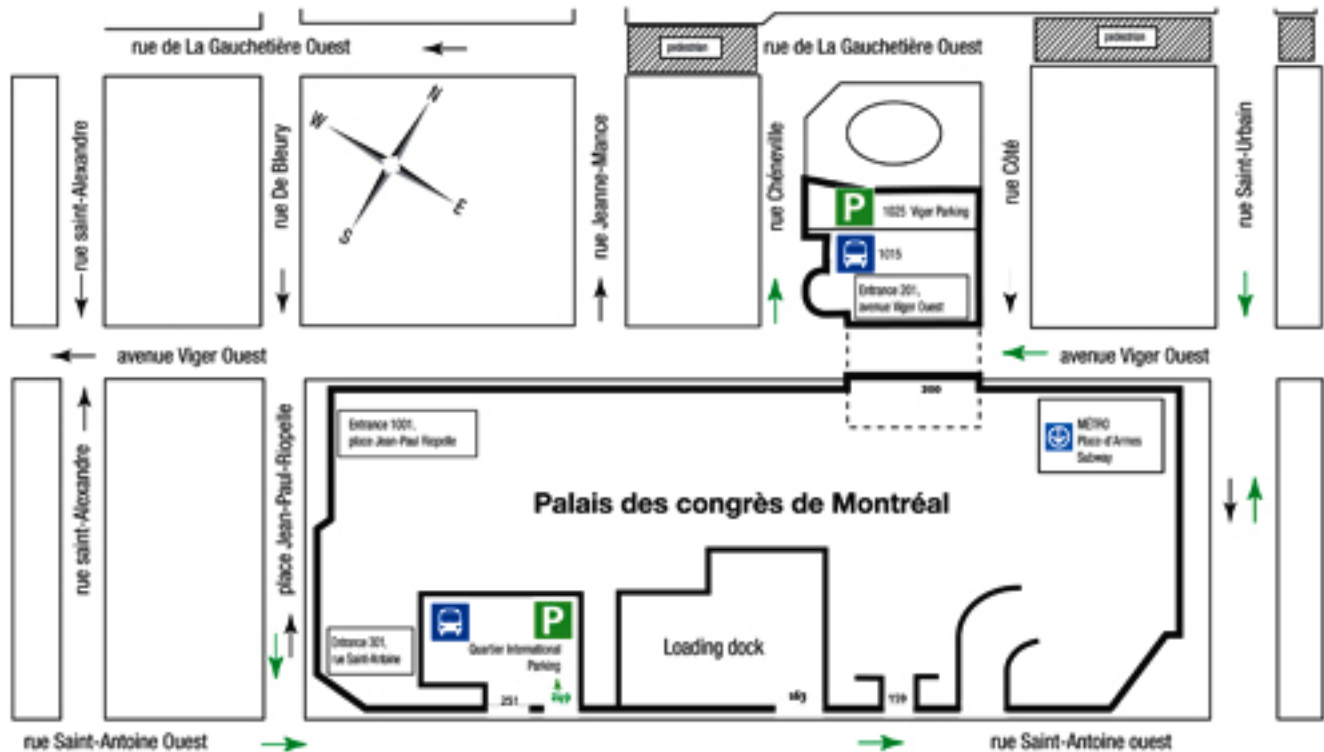 rue de La Gauchetière Ouest
pedestrian
rue de La Gauchetière Ouest
pedestrian
rue saint-Alexandre
rue De Bleury
N
W
E
S
rue Jeanne-Mance
rue Chéneville
P
1025 Viger Parking
1015
Entrance 201,
avenue Viger Ouest
rue Côté
rue Saint-Urbain
avenue Viger Ouest
avenue Viger Ouest
200
Entrance 1001,
place Jean-Paul Riopelle
MÉTRO
Place-d'Armes
Subway
Palais des congrès de Montréal
rue saint-Alexandre
place Jean-Paul-Riopelle
P
Entrance 301,
rue Saint-Antoine
Quartier International
Parking
Loading dock
251
249
163
159
rue Saint-Antoine Ouest
rue Saint-Antoine ouest